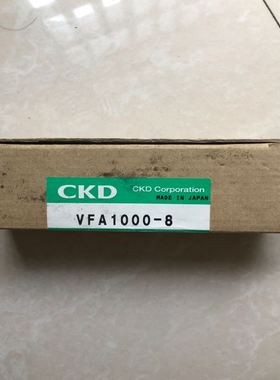 CKD CKD Corporation
MADE IN JAPAN
VFA1000-8